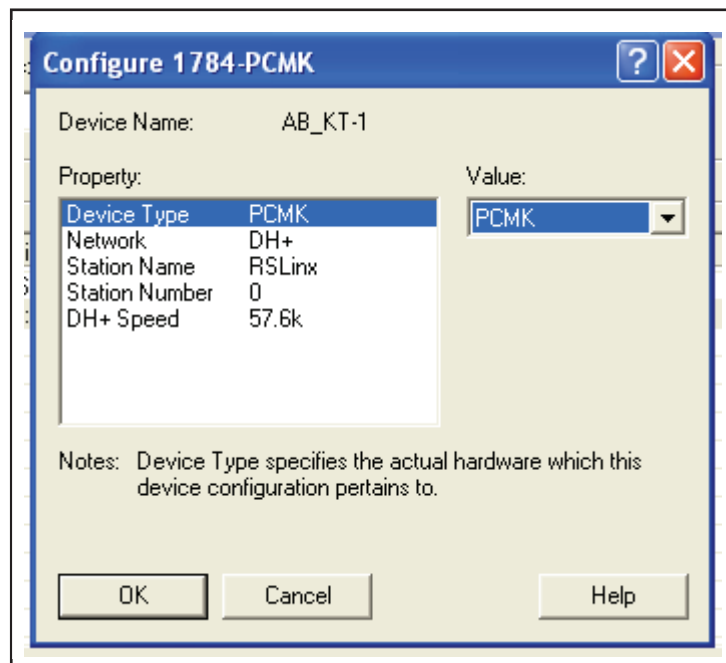 Configure 1784-PCMK
?
Device Name: AB_KT-1
Property: Value:
Device Type PCMK PCMK
Network DH+
Station Name RSLinx
Station Number 0
DH+ Speed 57.6k
Notes: Device Type specifies the actual hardware which this
device configuration pertains to.
OK Cancel Help